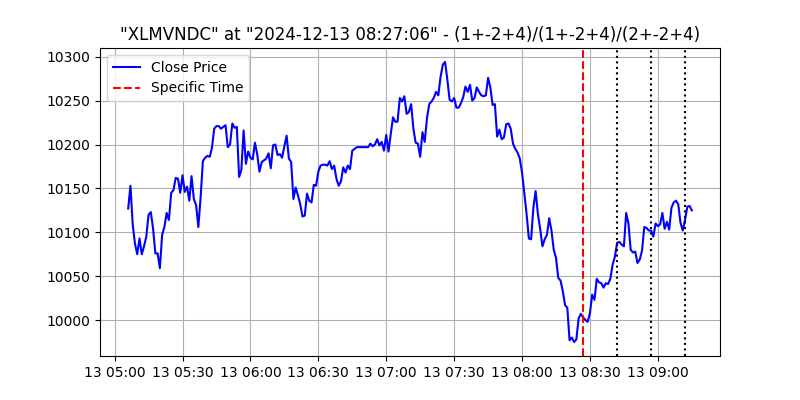 "XLMVNDC" at "2024-12-13 08:27:06" - (1+-2+4)/(1+-2+4)/(2+-2+4)
Close Price
Specific Time
10300
10250
10200
10150
10100
10050
10000
13 05:00 13 05:30 13 06:00 13 06:30 13 07:00 13 07:30 13 08:00 13 08:30 13 09:00